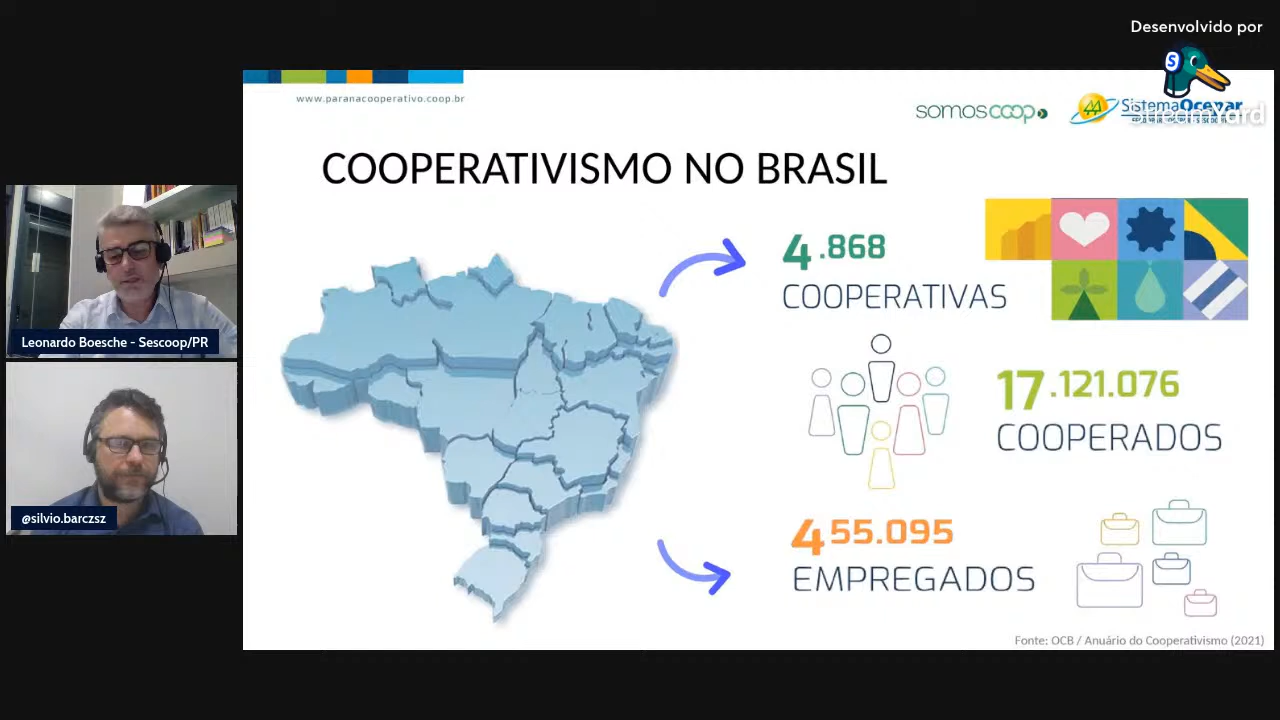 Desenvolvido por
StreamYard
www.paranacooperativo.coop.br
somoscoop
Sistema Ocepar
COOPERATIVISMO NO BRASIL
4.868
COOPERATIVAS
17.121.076
COOPERADOS
455.095
EMPREGADOS
Leonardo Boesche - Sescoop/PR
@silvio.barczsz
Fonte: OCB / Anuário do Cooperativismo (2021)